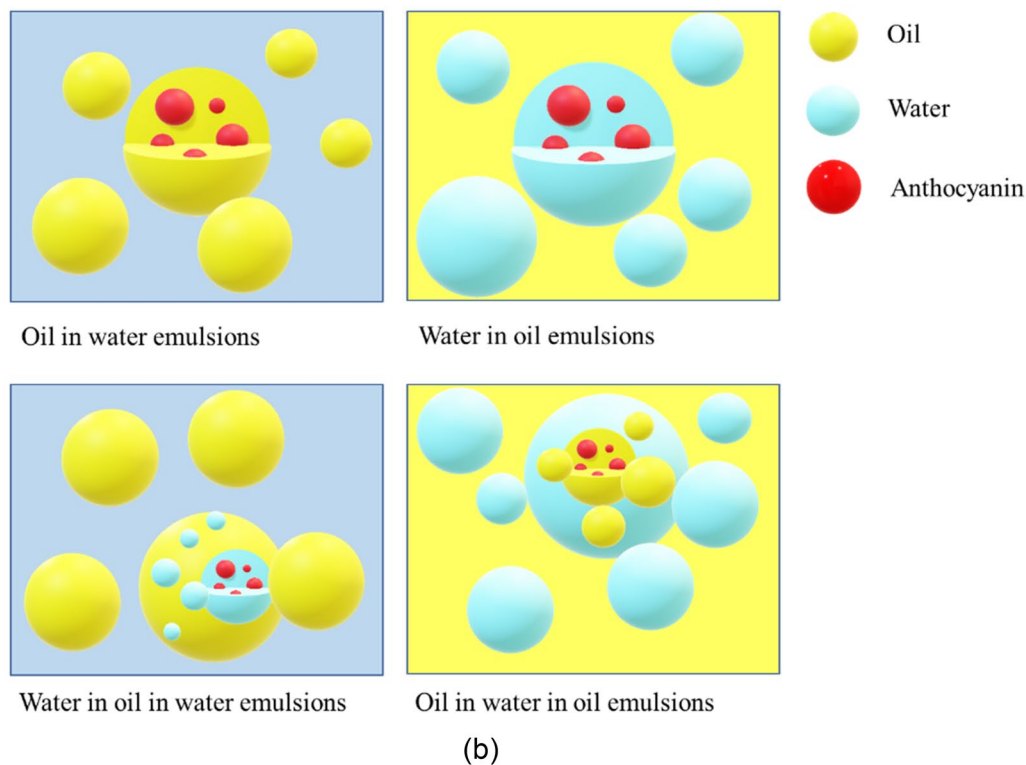 Oil
Water
Anthocyanin
Oil in water emulsions
Water in oil emulsions
Water in oil in water emulsions
Oil in water in oil emulsions
(b)